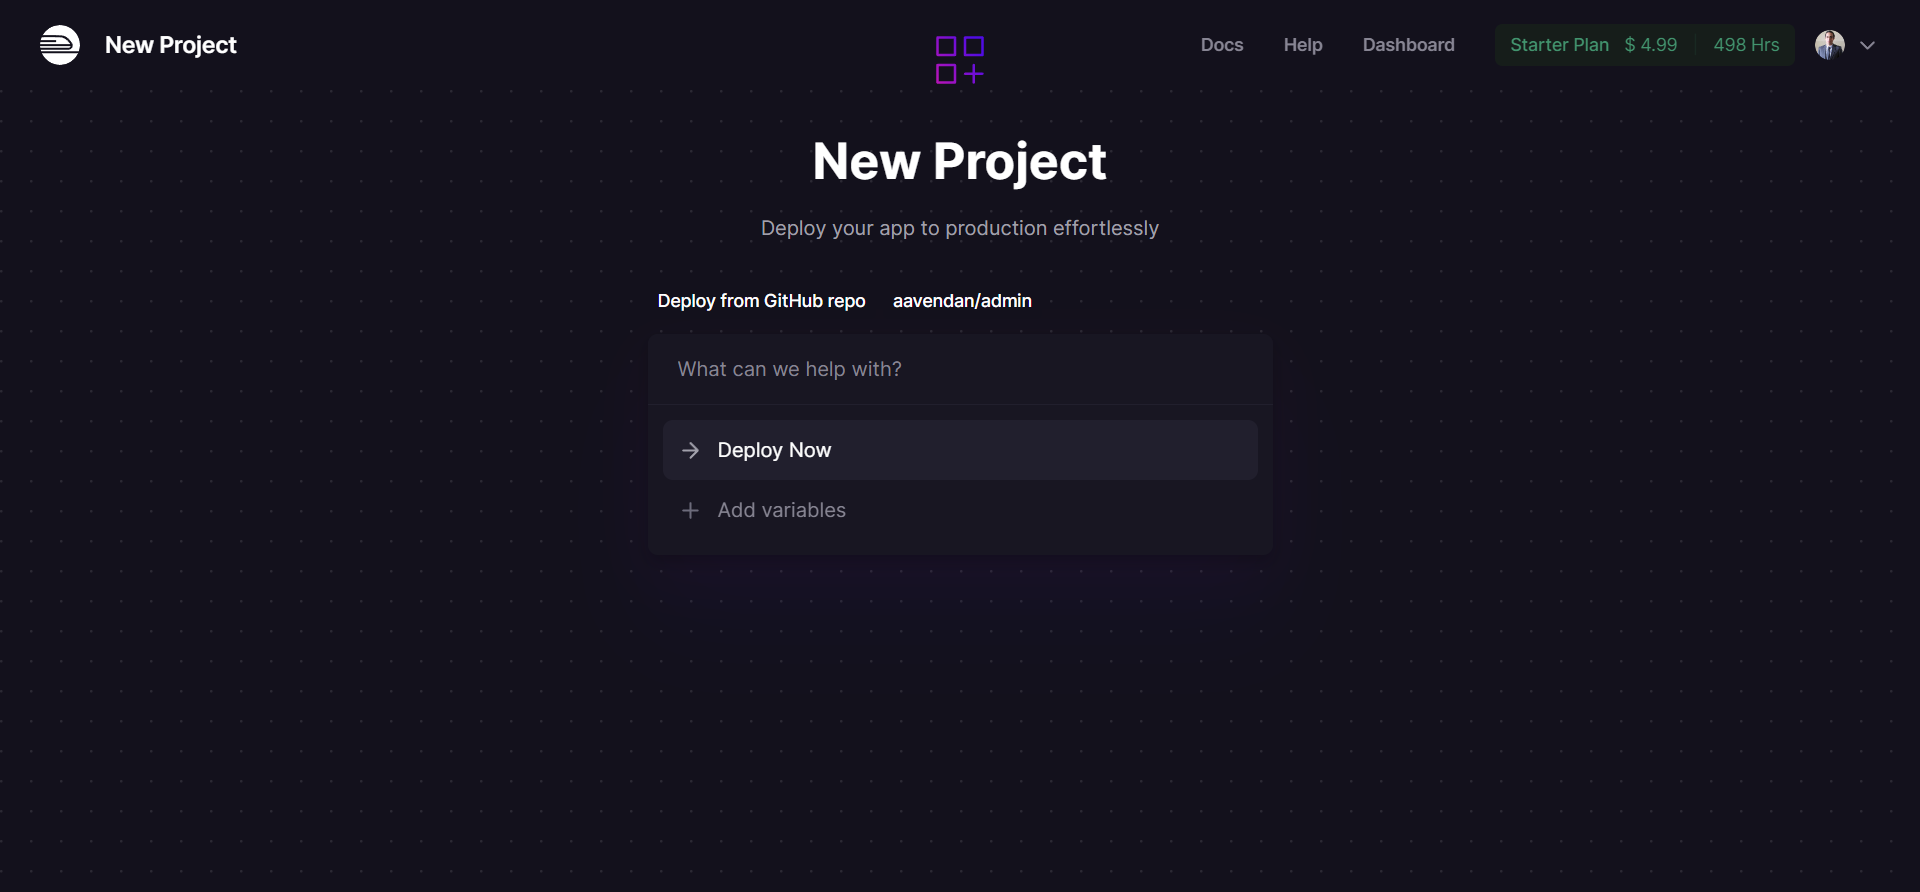 New Project
Docs Help Dashboard Starter Plan $ 4.99 498 Hrs
New Project
Deploy your app to production effortlessly
Deploy from GitHub repo aavendan/admin
What can we help with?
Deploy Now
Add variables